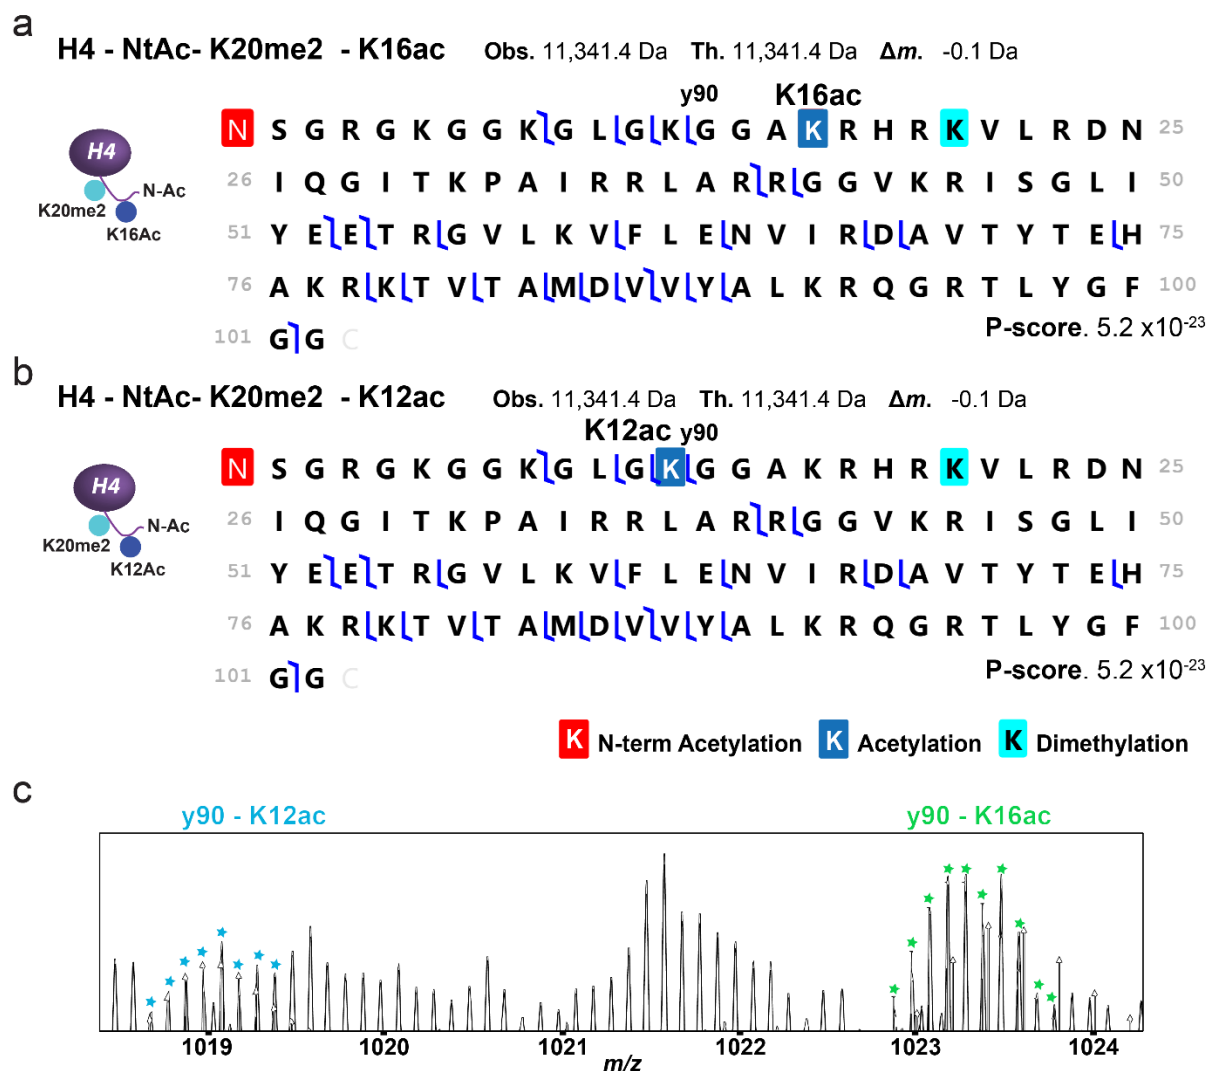 a
H4 - NtAc- K20me2 - K16ac Obs. 11,341.4 Da Th. 11,341.4 Da Δm. -0.1 Da
y90 K16ac
N S G R G K G G K G L G K G G A K R H R K V L R D N 25
H4
N-Ac
K20me2
K16Ac
26 I Q G I T K P A I R R L A R R G G V K R I S G L I 50
51 Y E E T R G V L K V F L E N V I R D A V T Y T E H 75
76 A K R K T V T A M D V V Y A L K R Q G R T L Y G F 100
101 G G C
P-score. 5.2 x10-23
b
H4 - NtAc- K20me2 - K12ac Obs. 11,341.4 Da Th. 11,341.4 Da Δm. -0.1 Da
K12ac y90
N S G R G K G G K G L G K G G A K R H R K V L R D N 25
H4
N-Ac
K20me2
K12Ac
26 I Q G I T K P A I R R L A R R G G V K R I S G L I 50
51 Y E E T R G V L K V F L E N V I R D A V T Y T E H 75
76 A K R K T V T A M D V V Y A L K R Q G R T L Y G F 100
101 G G C
P-score. 5.2 x10-23
K N-term Acetylation K Acetylation K Dimethylation
c
y90 - K12ac y90 - K16ac
1019 1020 1021 1022 1023 1024
m/z